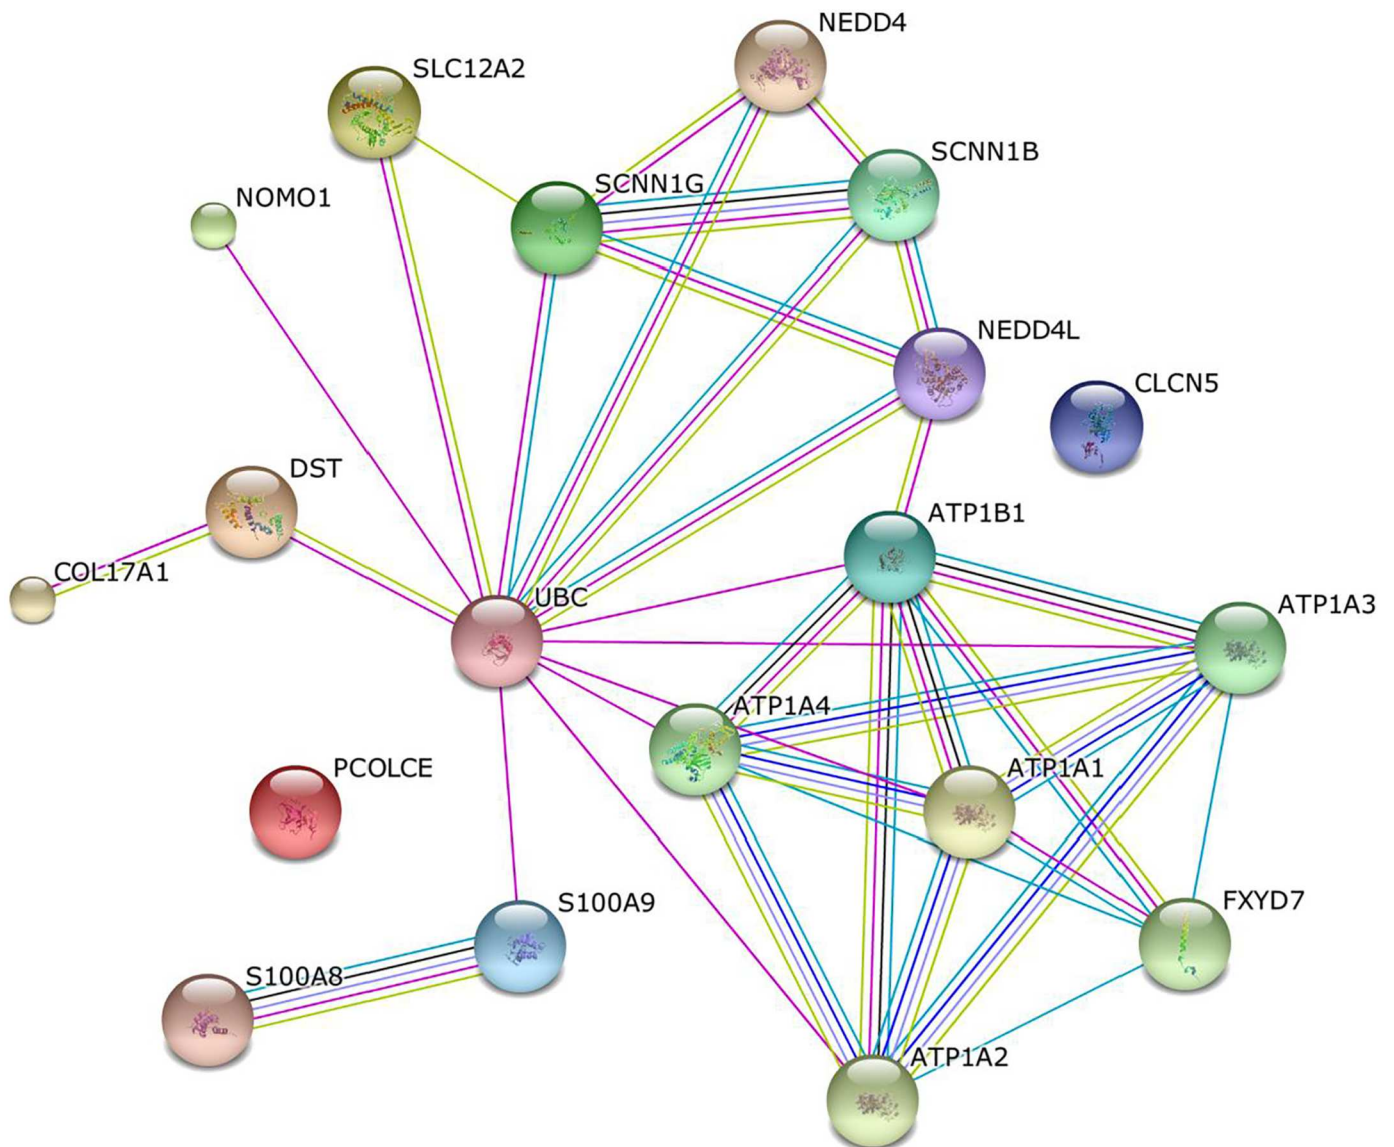 NEDD4
SLC12A2
SCNN1B
SCNN1G
NOMO1
NEDD4L
CLCN5
DST
ATP1B1
COL17A1
UBC
ATP1A3
ATP1A4
PCOLCE
ATP1A1
S100A9
FXYD7
S100A8
ATP1A2